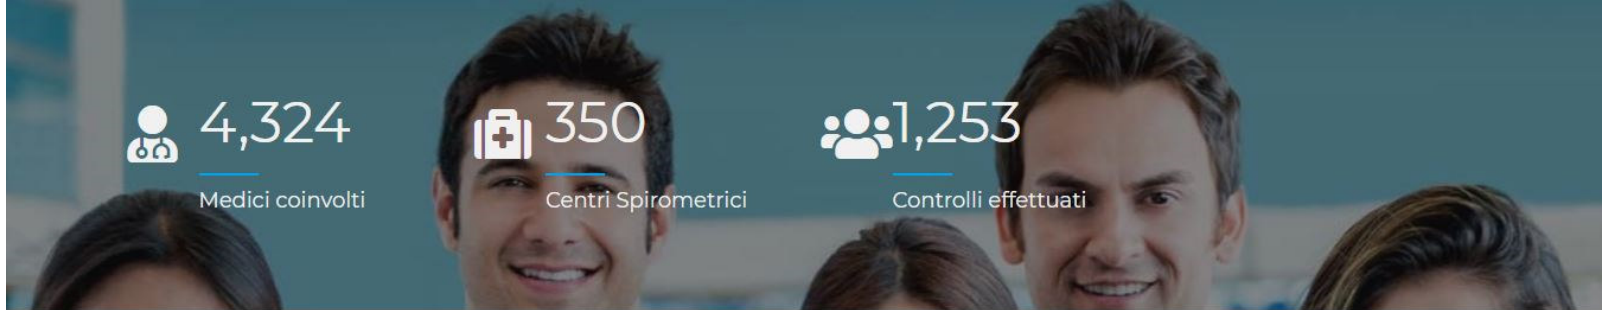 4,324
Medici coinvolti
350
Centri Spirometrici
1,253
Controlli effettuati